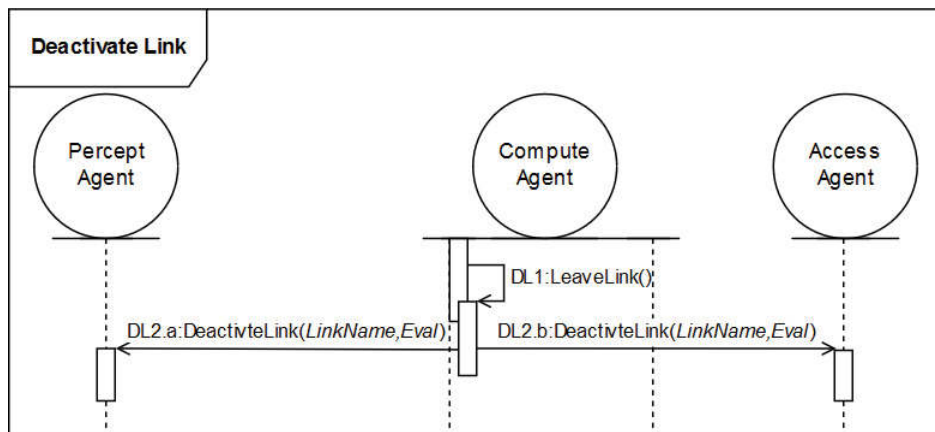 Deactivate Link
Percept
Agent
Compute
Agent
Access
Agent
DL1:LeaveLink()
DL2.a:DeactivteLink(LinkName,Eval)
DL2.b:DeactivteLink(LinkName,Eval)